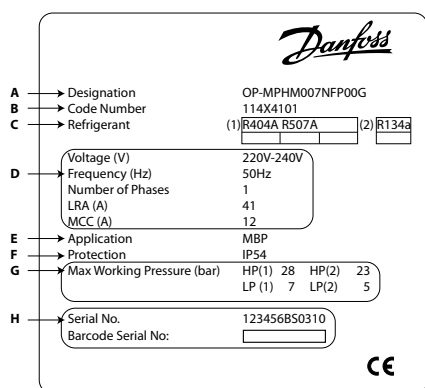 Danfoss
A Designation OP-MPHM007NFP00G
B Code Number 114X4101
C Refrigerant (1) R404A R507A (2) R134a
Voltage (V) 220V-240V
D Frequency (Hz) 50Hz
Number of Phases 1
LRA (A) 41
MCC (A) 12
E Application MBP
F Protection IP54
G Max Working Pressure (bar) HP(1) 28 HP(2) 23
LP (1) 7 LP(2) 5
H Serial No. 123456BS0310
Barcode Serial No:
CE